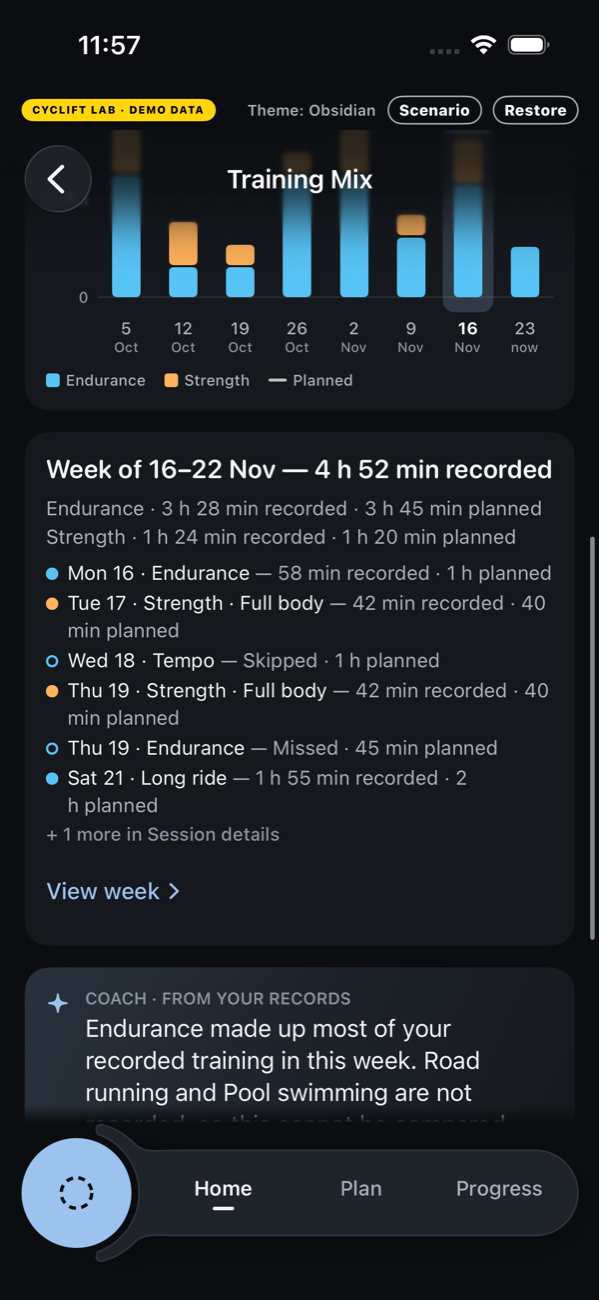 11:57
CYCLIFT LAB · DEMO DATA
Theme: Obsidian
Scenario
Restore
Training Mix
0
5 12 19 26 2 9 16 23
Oct Oct Oct Oct Nov Nov Nov now
Endurance Strength Planned
Week of 16–22 Nov — 4 h 52 min recorded
Endurance · 3 h 28 min recorded · 3 h 45 min planned
Strength · 1 h 24 min recorded · 1 h 20 min planned
Mon 16 · Endurance — 58 min recorded · 1 h planned
Tue 17 · Strength · Full body — 42 min recorded · 40
min planned
Wed 18 · Tempo — Skipped · 1 h planned
Thu 19 · Strength · Full body — 42 min recorded · 40
min planned
Thu 19 · Endurance — Missed · 45 min planned
Sat 21 · Long ride — 1 h 55 min recorded · 2
h planned
+ 1 more in Session details
View week
COACH · FROM YOUR RECORDS
Endurance made up most of your
recorded training in this week. Road
running and Pool swimming are not
recorded, so this cannot be compared
Home Plan Progress